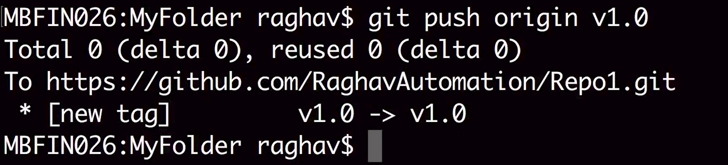 MBFIN026:MyFolder raghav$ git push origin v1.0
Total 0 (delta 0), reused 0 (delta 0)
To https://github.com/RaghavAutomation/Repo1.git
 * [new tag]         v1.0 -> v1.0
MBFIN026:MyFolder raghav$